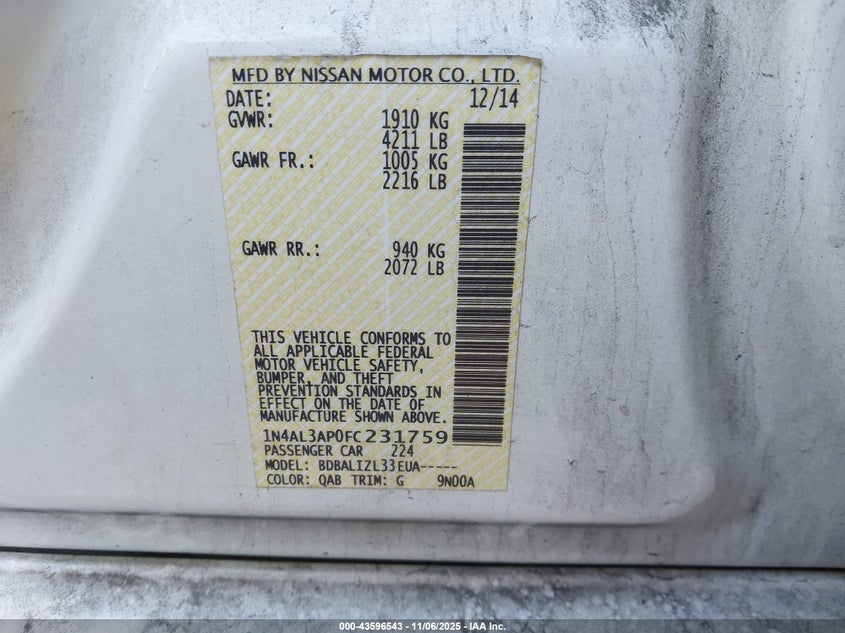 MFD BY NISSAN MOTOR CO., LTD.
DATE: 12/14
GVWR: 1910 KG
4211 LB
GAWR FR.: 1005 KG
2216 LB
GAWR RR.: 940 KG
2072 LB
THIS VEHICLE CONFORMS TO
ALL APPLICABLE FEDERAL
MOTOR VEHICLE SAFETY,
BUMPER, AND THEFT
PREVENTION STANDARDS IN
EFFECT ON THE DATE OF
MANUFACTURE SHOWN ABOVE.
1N4AL3AP0FC231759
PASSENGER CAR 224
MODEL: BDBALIZL33EUA-----
COLOR: QAB TRIM: G 9N00A
000-43596543 - 11/06/2025 - IAA Inc.